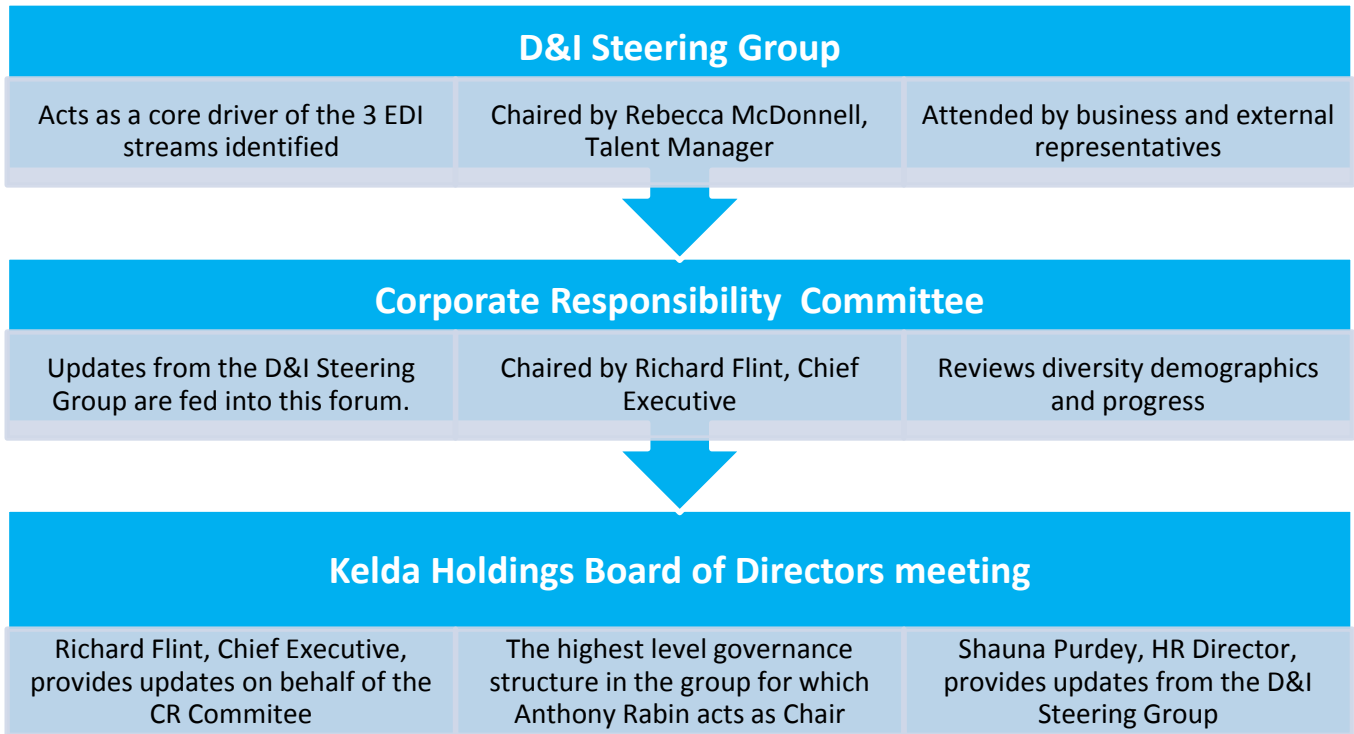 D&I Steering Group
Acts as a core driver of the 3 EDI
streams identified
Chaired by Rebecca McDonnell,
Talent Manager
Attended by business and external
representatives
Corporate Responsibility  Committee
Updates from the D&I Steering
Group are fed into this forum.
Chaired by Richard Flint, Chief
Executive
Reviews diversity demographics
and progress
Kelda Holdings Board of Directors meeting
Richard Flint, Chief Executive,
provides updates on behalf of the
CR Commitee
The highest level governance
structure in the group for which
Anthony Rabin acts as Chair
Shauna Purdey, HR Director,
provides updates from the D&I
Steering Group